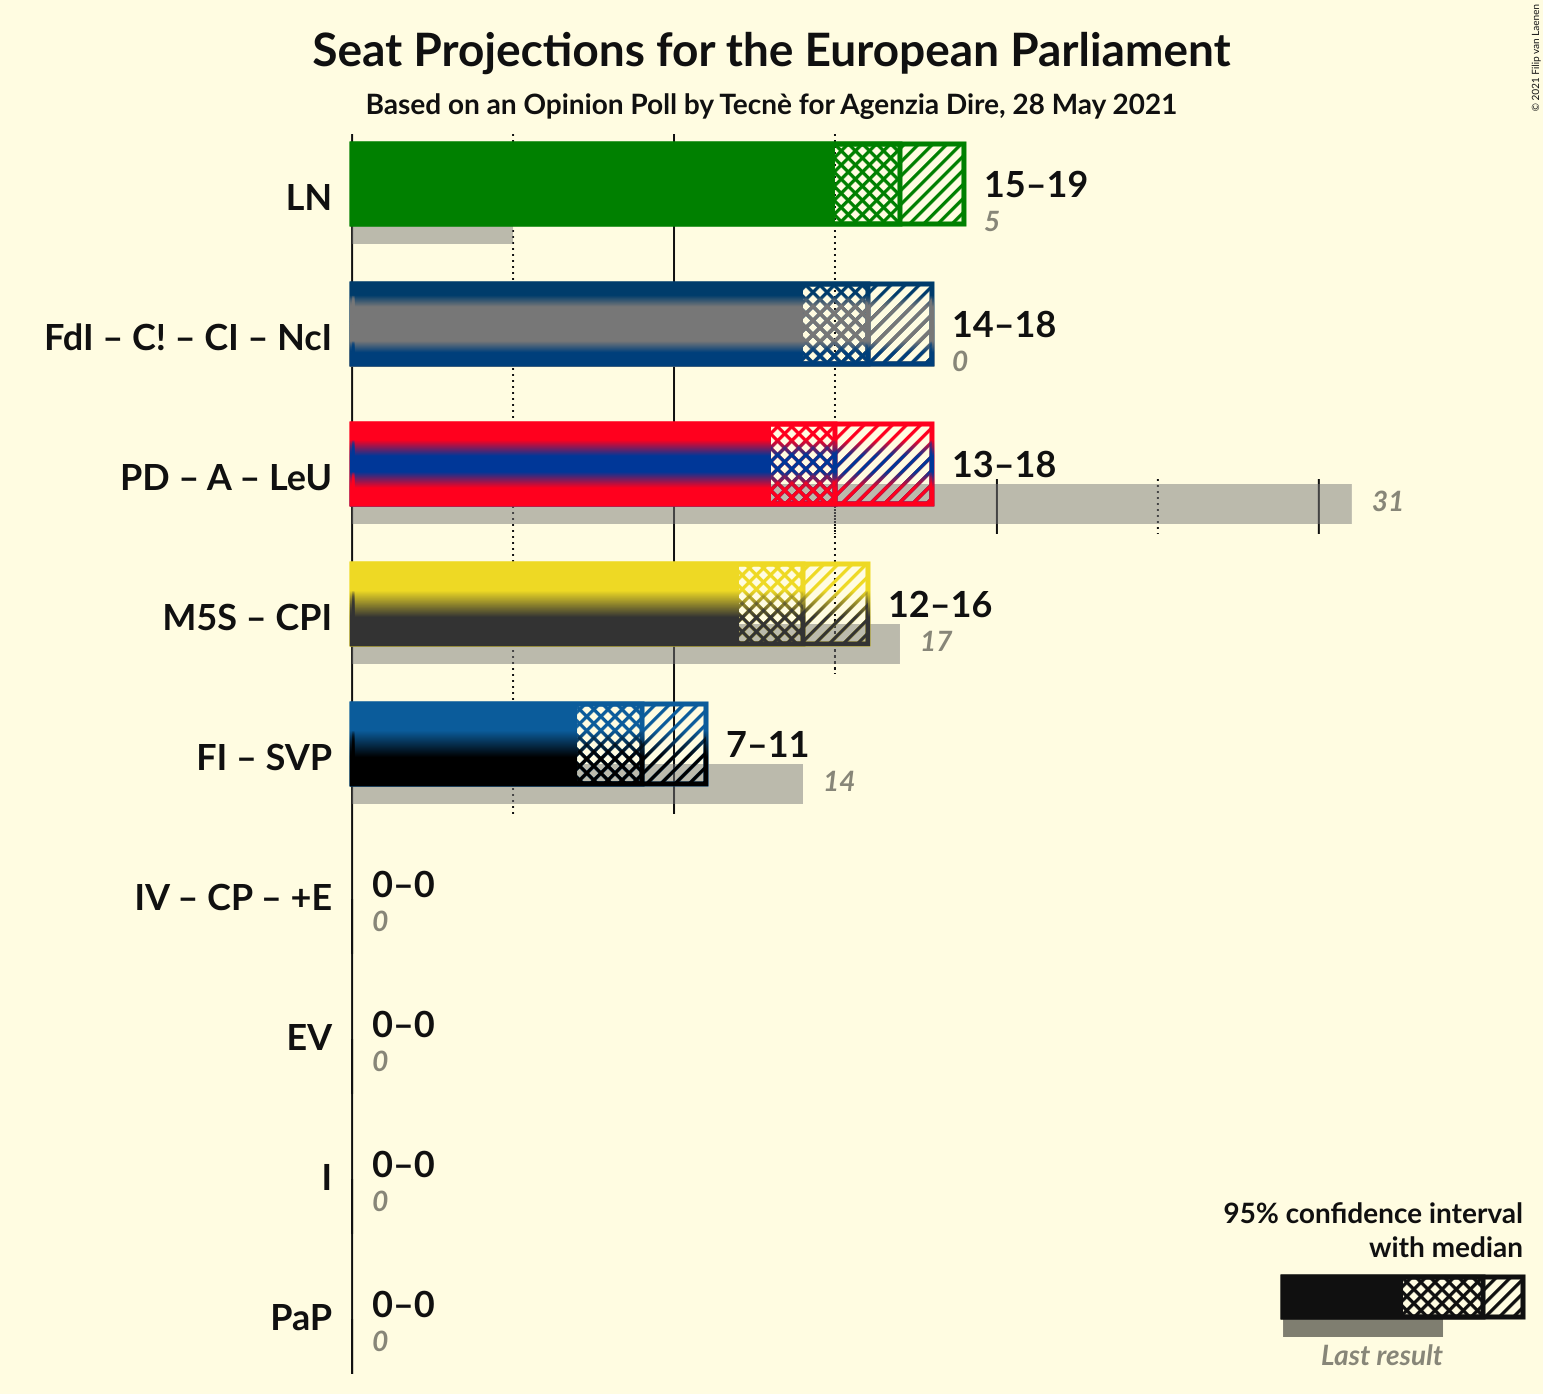 Seat Projections for the European Parliament
Based on an Opinion Poll by Tecnè for Agenzia Dire, 28 May 2021
© 2021 Filip van Laenen
LN
15–19
5
FdI – C! – CI – NcI
14–18
0
PD – A – LeU
13–18
31
M5S – CPI
12–16
17
FI – SVP
7–11
14
IV – CP – +E
0–0
0
EV
0–0
0
I
0–0
0
PaP
0–0
0
95% confidence interval
with median
Last result